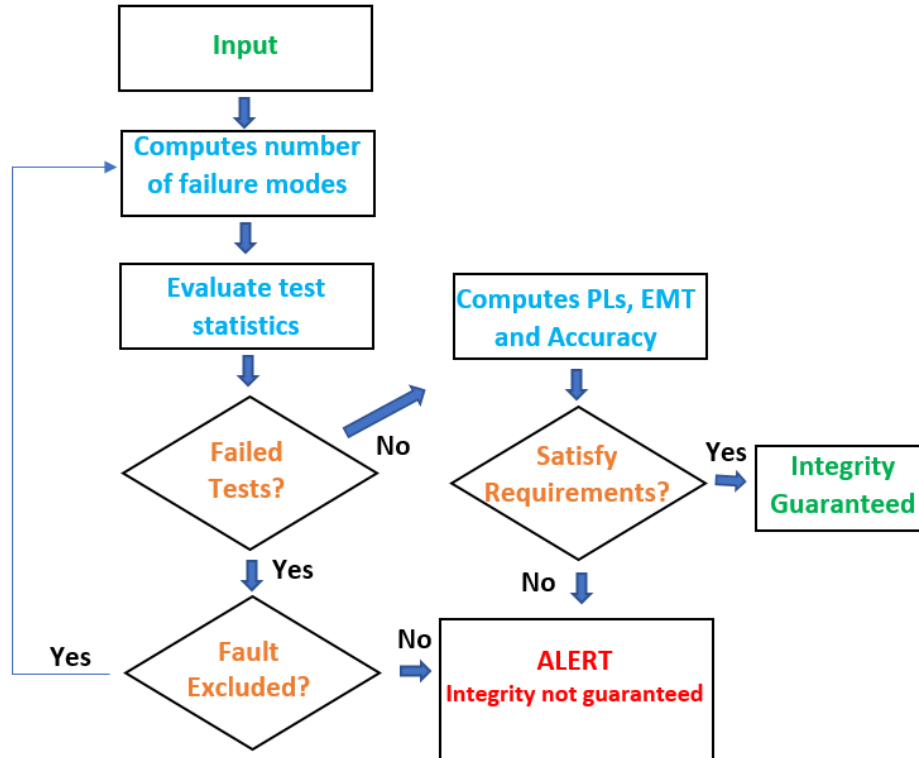 Input
Computes number
of failure modes
Evaluate test
statistics
Computes PLs, EMT
and Accuracy
Failed
Tests?
No
Satisfy
Requirements?
Yes
Integrity
Guaranteed
Yes
No
Fault
Excluded?
Yes
No
ALERT
Integrity not guaranteed